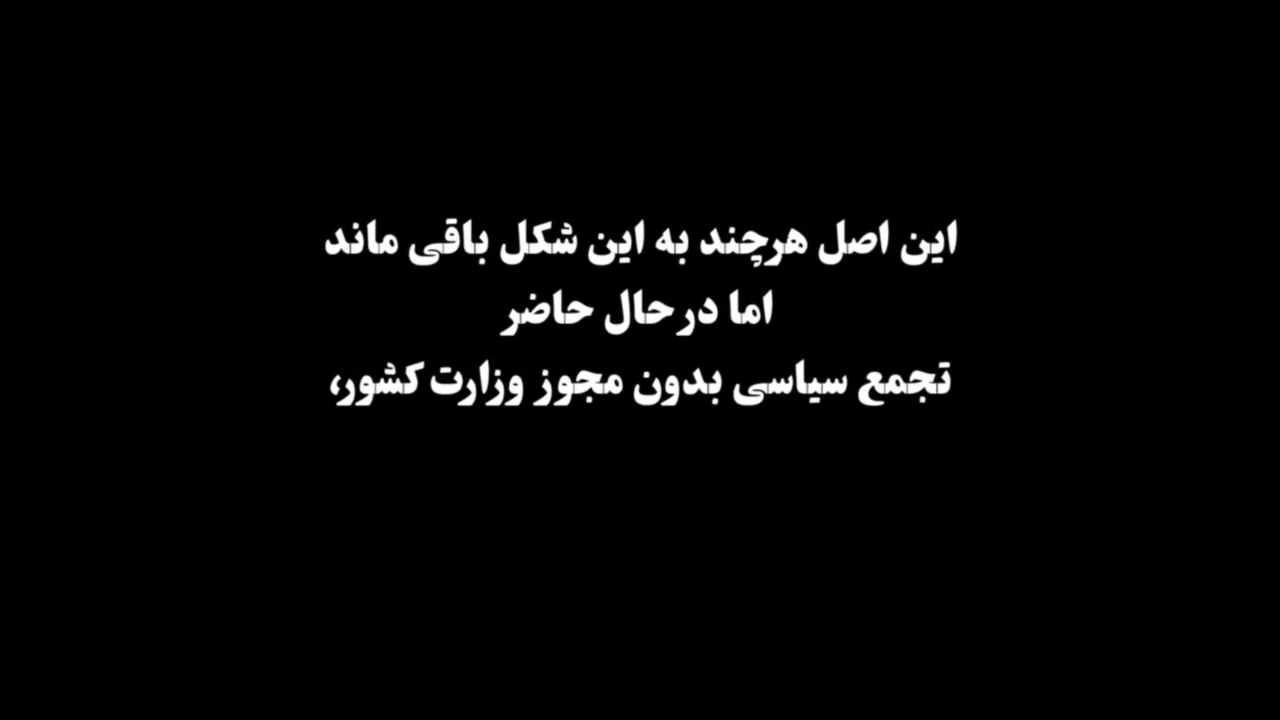 این اصل هرچند به این شکل باقی ماند
اما درحال حاضر
تجمع سیاسی بدون مجوز وزارت کشور،